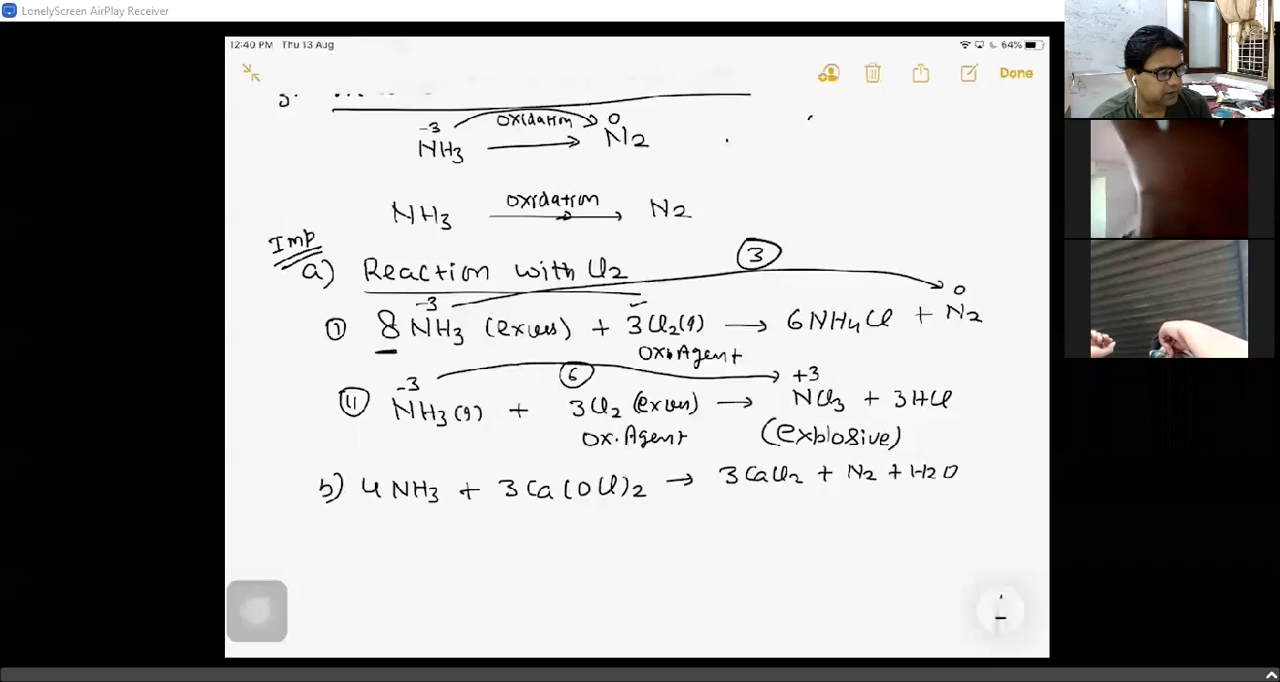 LonelyScreen AirPlay Receiver
12:40 PM Thu 13 Aug
64%
Done
-3 oxidation 0
NH3 → N2
NH3 oxidation → N2
Imp
a) Reaction with Cl2
3
-3 0
① 8 NH3 (excess) + 3Cl2(g) → 6NH4Cl + N2
Ox. Agent
-3 6 +3
② NH3(g) + 3Cl2 (excess) → NCl3 + 3HCl
Ox. Agent (Explosive)
b) 4 NH3 + 3Ca(OCl)2 → 3CaCl2 + N2 + H2O